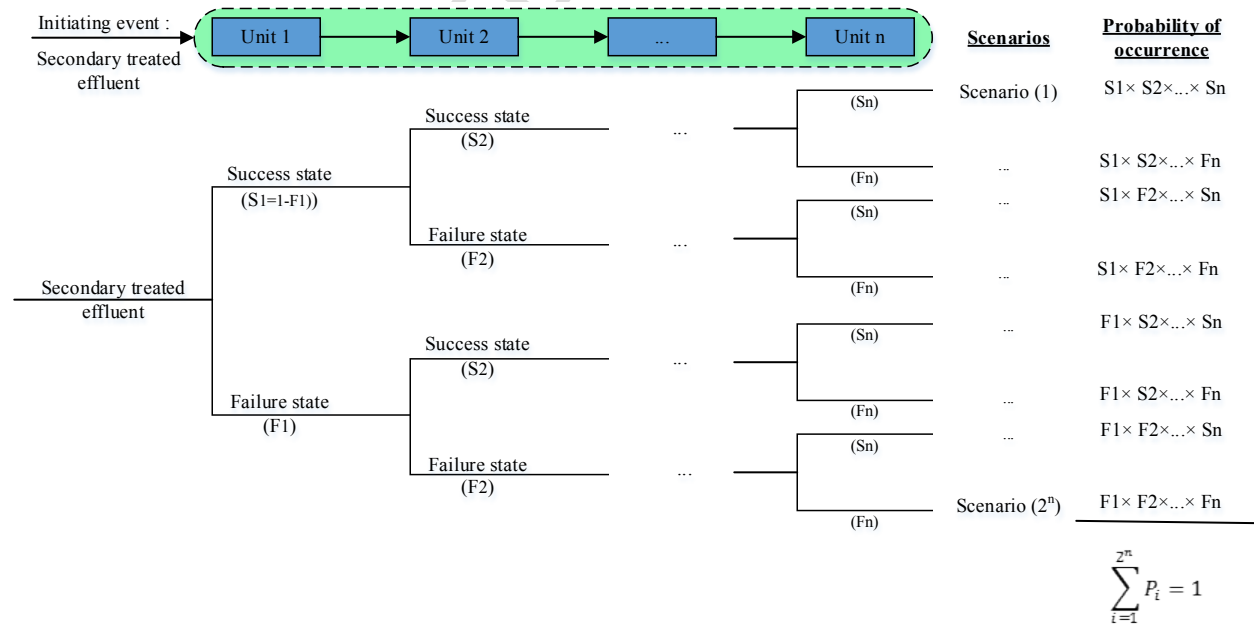 Initiating event :
Secondary treated
effluent
Unit 1
Unit 2
...
Unit n
Scenarios
Probability of
occurrence
(Sn)
Scenario (1)
S1× S2×...× Sn
Success state
(S2)
...
(Fn)
...
S1× S2×...× Fn
Success state
(S1=1-F1))
(Sn)
...
S1× F2×...× Sn
Failure state
(F2)
...
(Fn)
...
S1× F2×...× Fn
Secondary treated
effluent
(Sn)
...
F1× S2×...× Sn
Success state
(S2)
...
(Fn)
...
F1× S2×...× Fn
Failure state
(F1)
(Sn)
...
F1× F2×...× Sn
Failure state
(F2)
...
(Fn)
Scenario (2ⁿ)
F1× F2×...× Fn
2ⁿ
∑ Pᵢ = 1
i=1